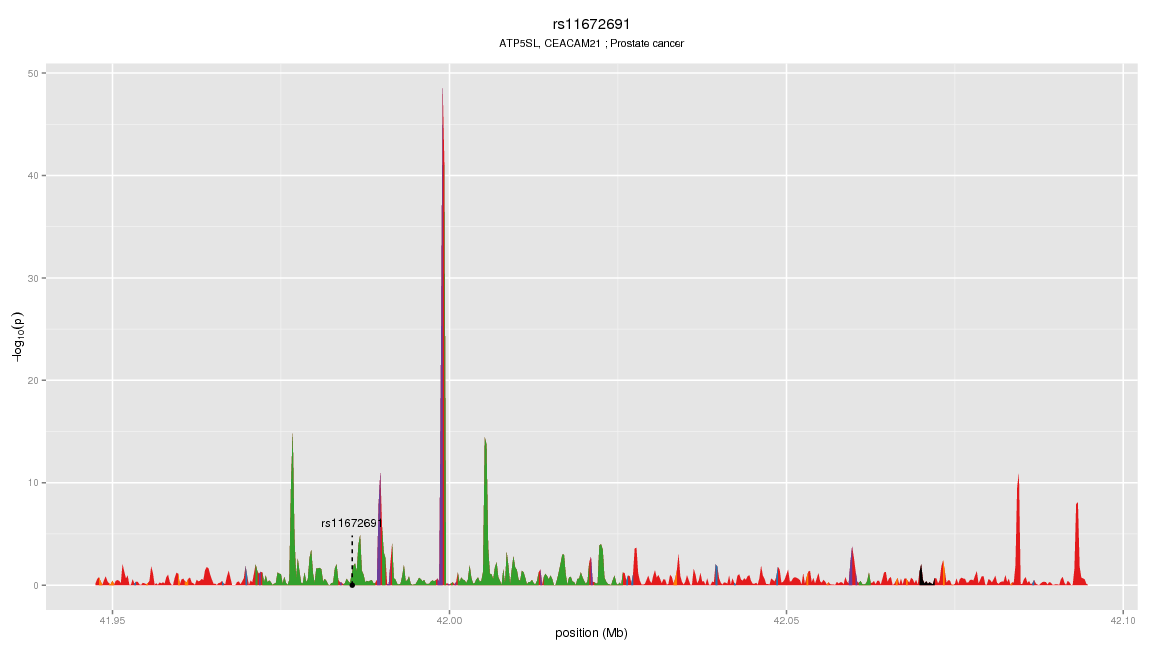 rs11672691
ATP5SL, CEACAM21 ; Prostate cancer
50
40
30
20
10
0
−log10(p)
rs11672691
41.95
42.00
42.05
42.10
position (Mb)